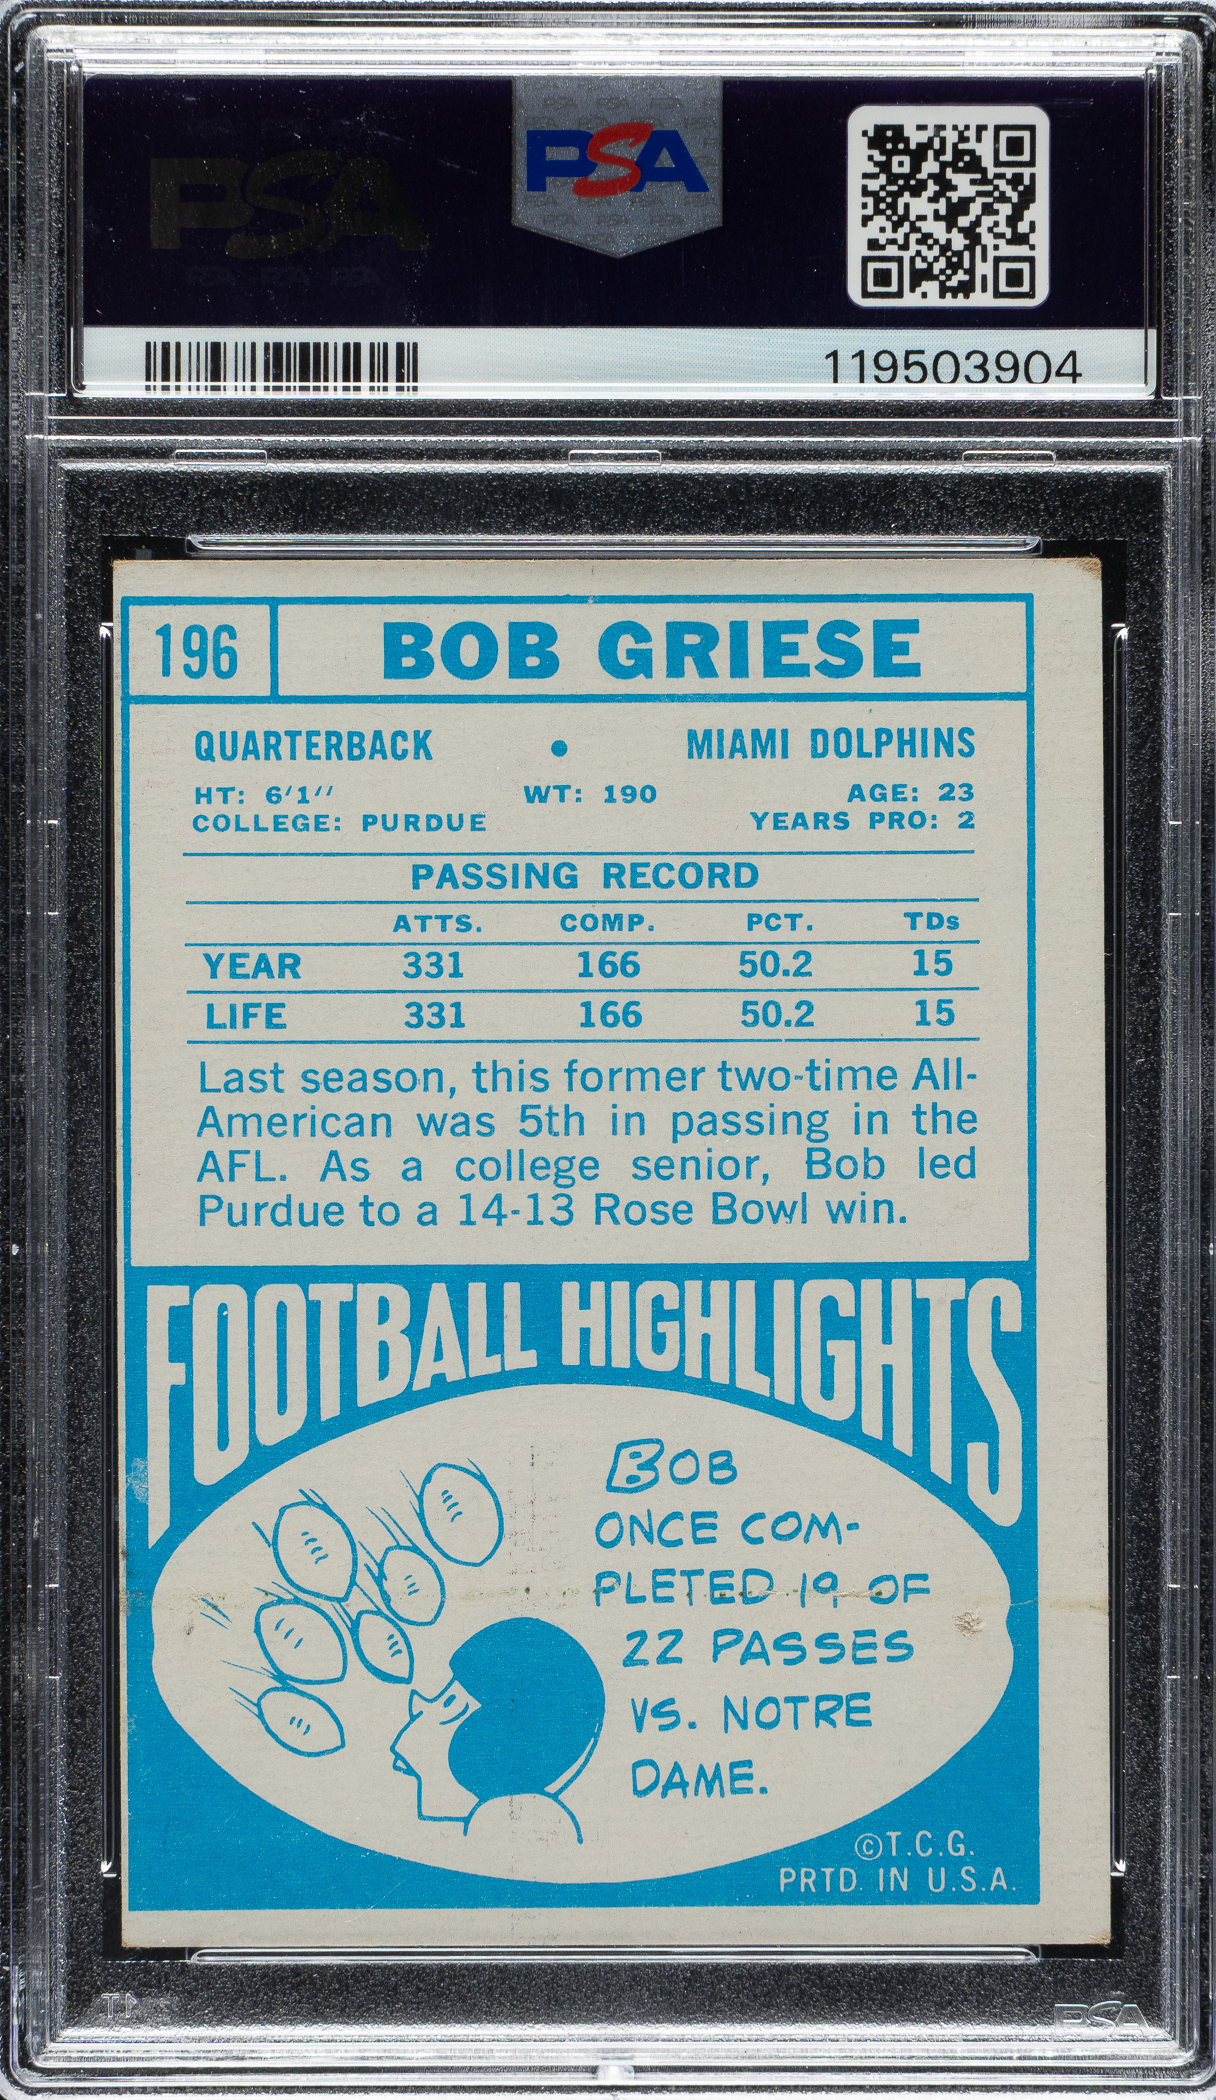 PSA
PSA
119503904
196
BOB GRIESE
QUARTERBACK • MIAMI DOLPHINS
HT: 6'1" WT: 190 AGE: 23
COLLEGE: PURDUE YEARS PRO: 2
PASSING RECORD
ATTS. COMP. PCT. TDs
YEAR 331 166 50.2 15
LIFE 331 166 50.2 15
Last season, this former two-time All-
American was 5th in passing in the
AFL. As a college senior, Bob led
Purdue to a 14-13 Rose Bowl win.
FOOTBALL HIGHLIGHTS
BOB
ONCE COM-
PLETED 19 OF
22 PASSES
VS. NOTRE
DAME.
©T.C.G.
PRTD. IN U.S.A.
PSA